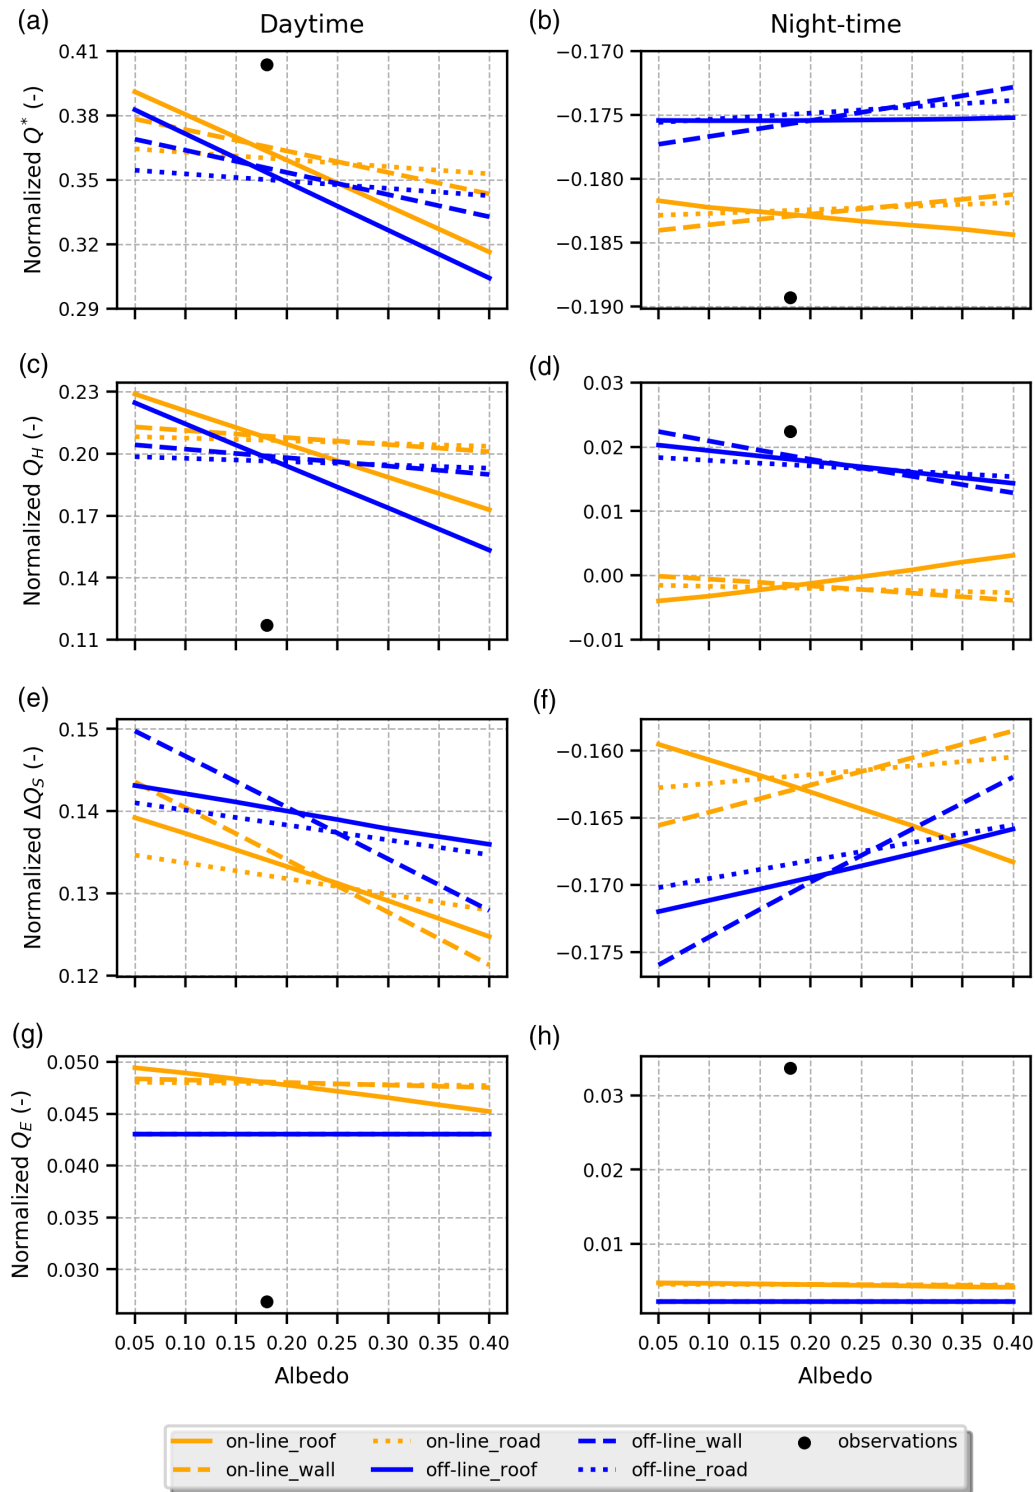 (a) Daytime (b) Night-time
0.41
0.38
0.35
0.32
0.29
Normalized Q* (-)
−0.170
−0.175
−0.180
−0.185
−0.190
(c) (d)
0.23
0.20
0.17
0.14
0.11
Normalized Q_H (-)
0.03
0.02
0.01
0.00
−0.01
(e) (f)
0.15
0.14
0.13
0.12
Normalized ΔQ_S (-)
−0.160
−0.165
−0.170
−0.175
(g) (h)
0.050
0.045
0.040
0.035
0.030
Normalized Q_E (-)
0.03
0.02
0.01
0.05 0.10 0.15 0.20 0.25 0.30 0.35 0.40
Albedo
0.05 0.10 0.15 0.20 0.25 0.30 0.35 0.40
Albedo
on-line_roof on-line_road off-line_wall observations
on-line_wall off-line_roof off-line_road